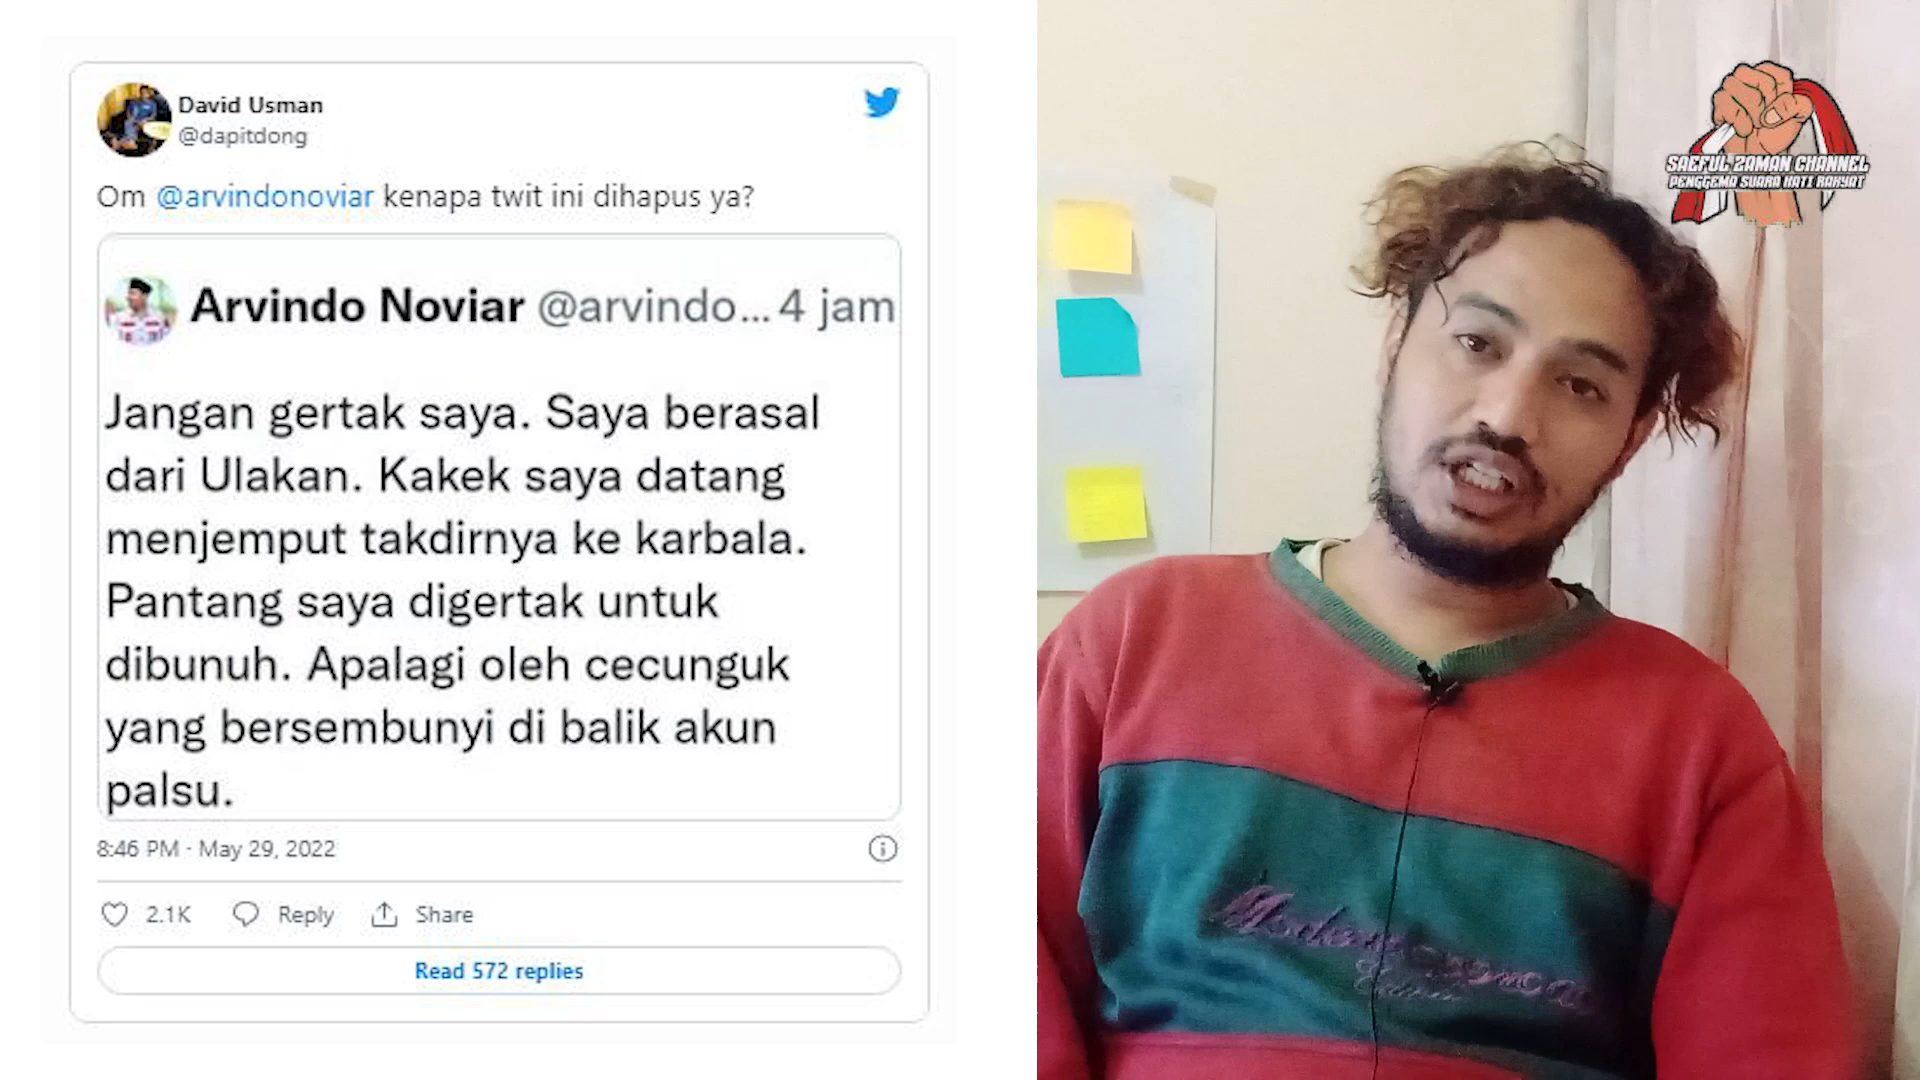 David Usman
@dapitdong
Om @arvindonoviar kenapa twit ini dihapus ya?
Arvindo Noviar @arvindo... 4 jam
Jangan gertak saya. Saya berasal
dari Ulakan. Kakek saya datang
menjemput takdirnya ke karbala.
Pantang saya digertak untuk
dibunuh. Apalagi oleh cecunguk
yang bersembunyi di balik akun
palsu.
8:46 PM · May 29, 2022
2.1K Reply Share
Read 572 replies
SAEFUL ZAMAN CHANNEL
PENGGEMA SUARA HATI RAKYAT